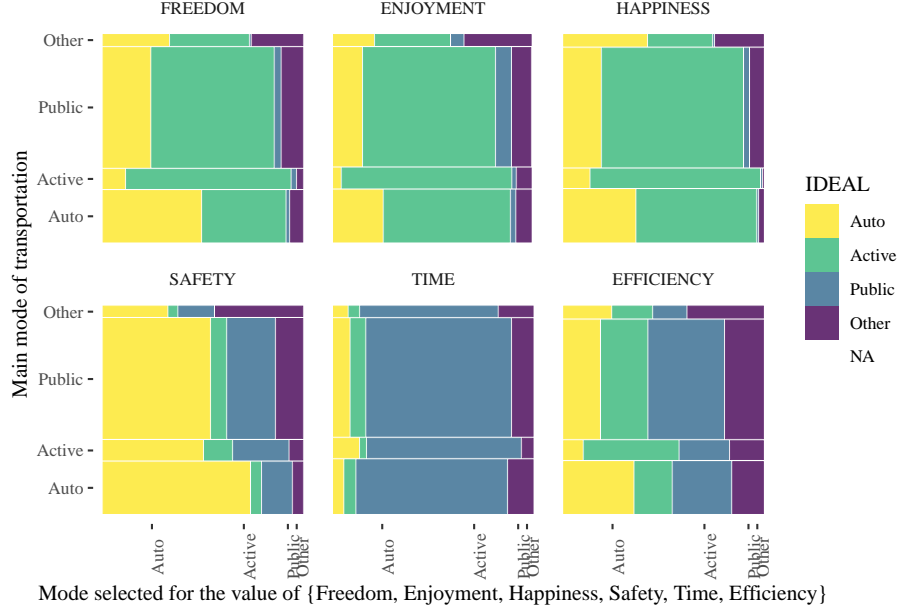 FREEDOM ENJOYMENT HAPPINESS
Other
Public
Active
Auto
SAFETY TIME EFFICIENCY
Other
Public
Active
Auto
Auto Active Public Other Auto Active Public Other Auto Active Public Other
Mode selected for the value of {Freedom, Enjoyment, Happiness, Safety, Time, Efficiency}
Main mode of transportation
IDEAL
Auto
Active
Public
Other
NA